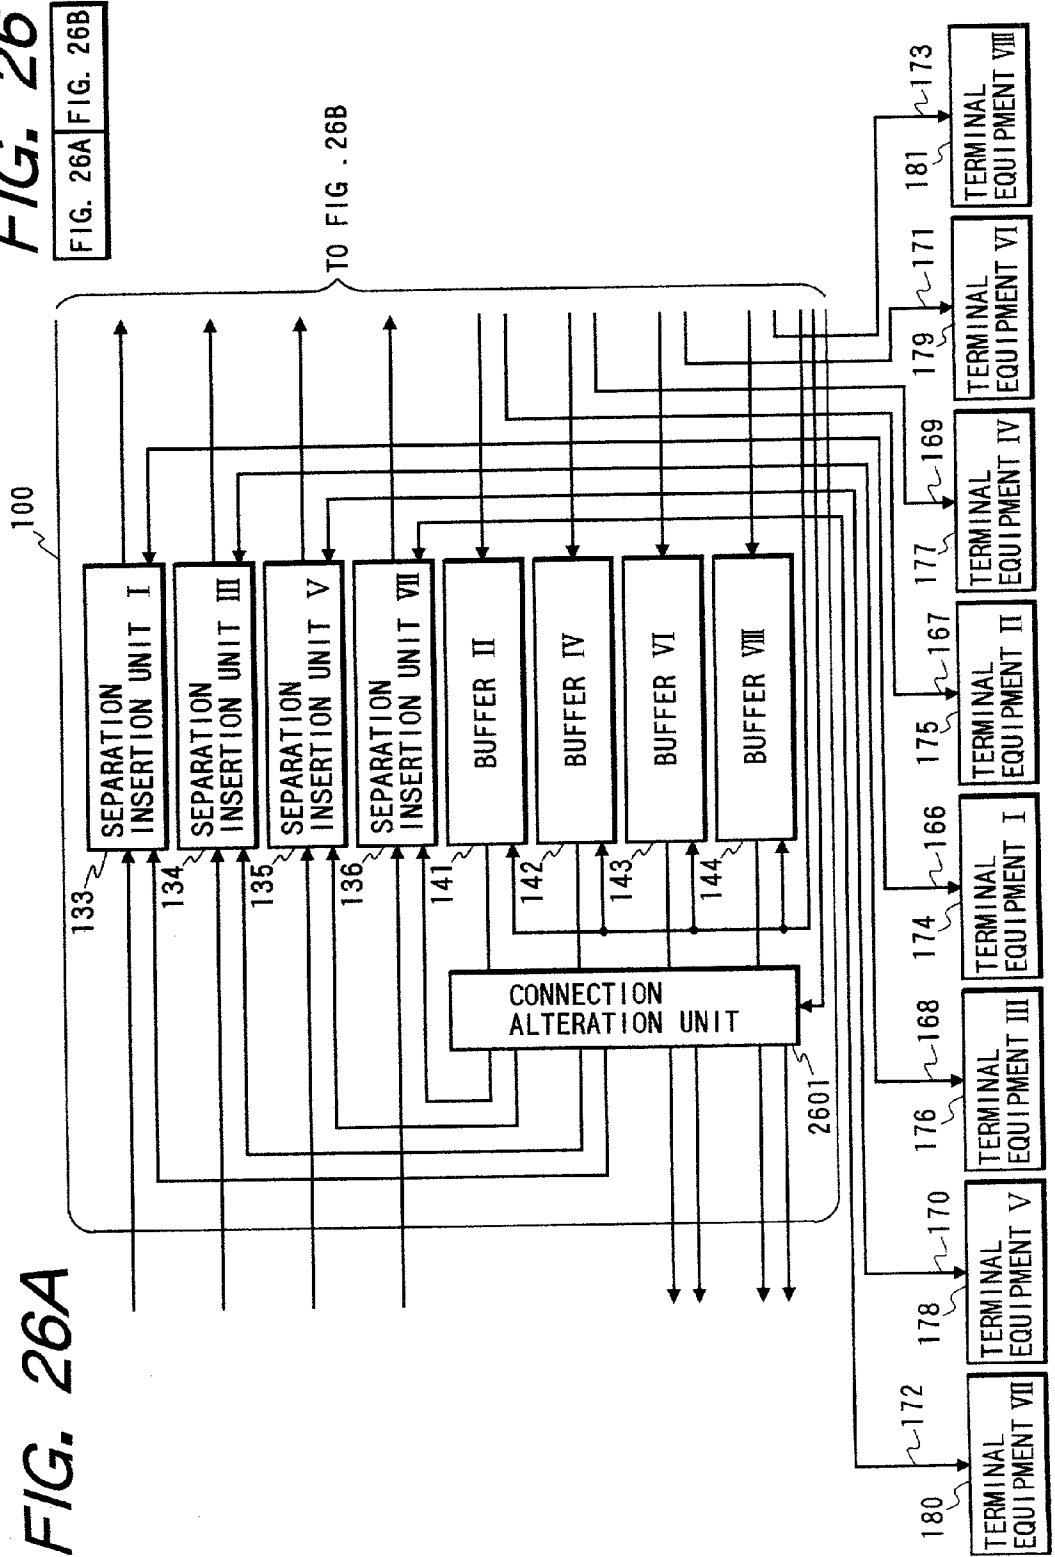 FIG. 26A
FIG. 26
FIG. 26A
FIG. 26B
100
TO FIG. 26B
133
SEPARATION
INSERTION UNIT I
134
SEPARATION
INSERTION UNIT III
135
SEPARATION
INSERTION UNIT V
136
SEPARATION
INSERTION UNIT VII
141
BUFFER II
142
BUFFER IV
143
BUFFER VI
144
BUFFER VIII
CONNECTION
ALTERATION UNIT
2601
180
172
TERMINAL
EQUIPMENT VII
178
170
TERMINAL
EQUIPMENT V
176
168
TERMINAL
EQUIPMENT III
174
166
TERMINAL
EQUIPMENT I
175
167
TERMINAL
EQUIPMENT II
177
169
TERMINAL
EQUIPMENT IV
179
171
TERMINAL
EQUIPMENT VI
181
173
TERMINAL
EQUIPMENT VIII